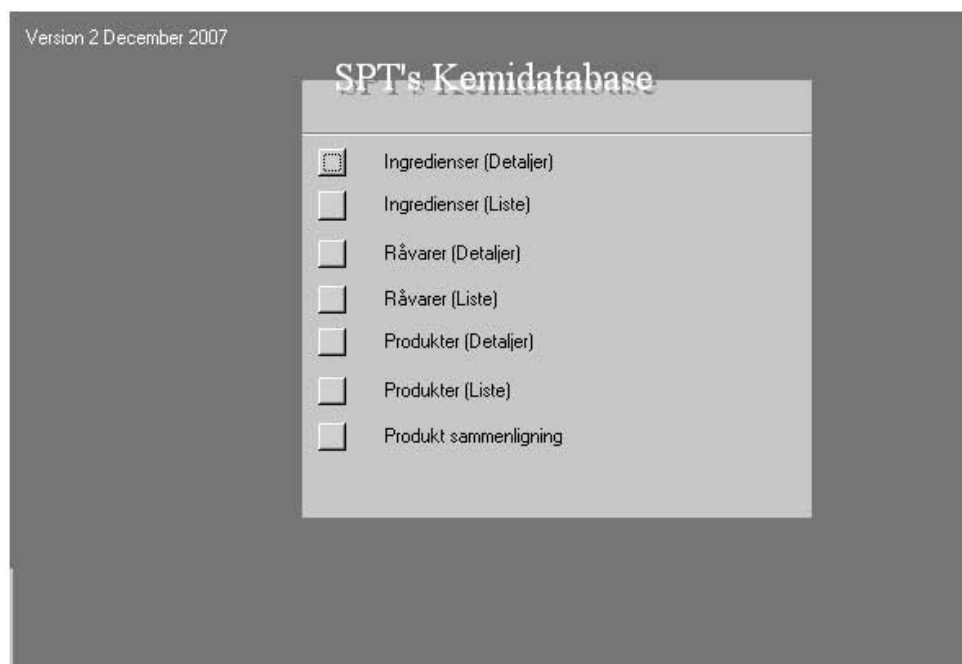 Version 2 December 2007
SPT's Kemidatabase
Ingredienser (Detaljer)
Ingredienser (Liste)
Råvarer (Detaljer)
Råvarer (Liste)
Produkter (Detaljer)
Produkter (Liste)
Produkt sammenligning